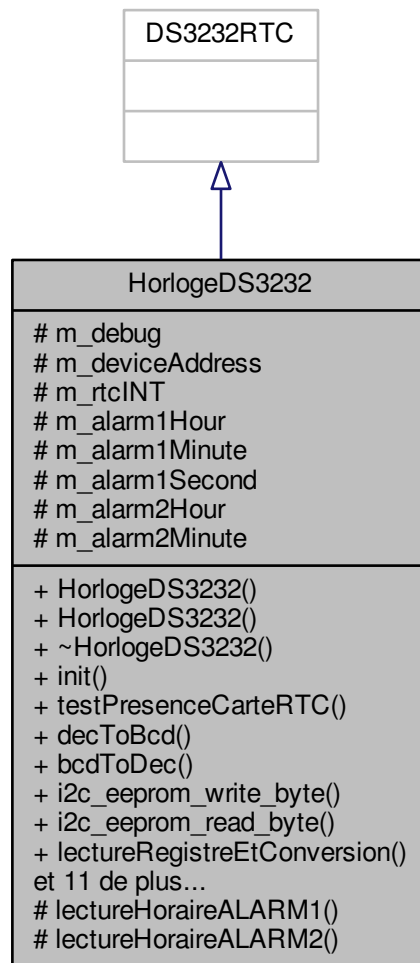 DS3232RTC
HorlogeDS3232
# m_debug
# m_deviceAddress
# m_rtcINT
# m_alarm1Hour
# m_alarm1Minute
# m_alarm1Second
# m_alarm2Hour
# m_alarm2Minute
+ HorlogeDS3232()
+ HorlogeDS3232()
+ ~HorlogeDS3232()
+ init()
+ testPresenceCarteRTC()
+ decToBcd()
+ bcdToDec()
+ i2c_eeprom_write_byte()
+ i2c_eeprom_read_byte()
+ lectureRegistreEtConversion()
et 11 de plus...
# lectureHoraireALARM1()
# lectureHoraireALARM2()